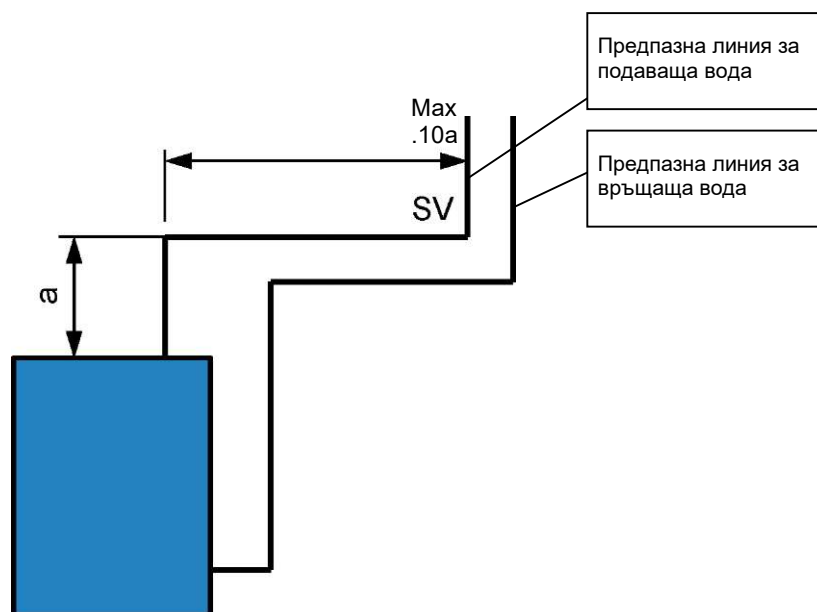 Предпазна линия за
подаваща вода
Max
.10a
Предпазна линия за
връщаща вода
SV
a